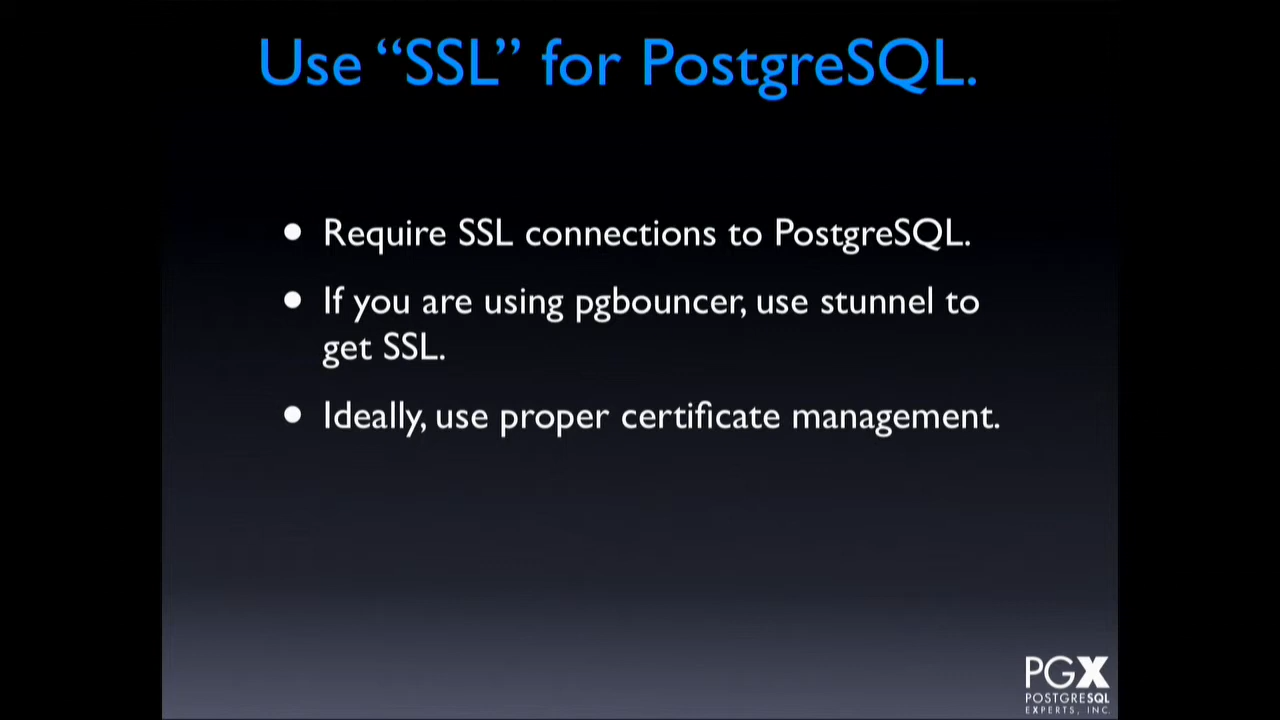 Use “SSL” for PostgreSQL.
• Require SSL connections to PostgreSQL.
• If you are using pgbouncer, use stunnel to
get SSL.
• Ideally, use proper certificate management.
PGX
POSTGRESQL
EXPERTS, INC.